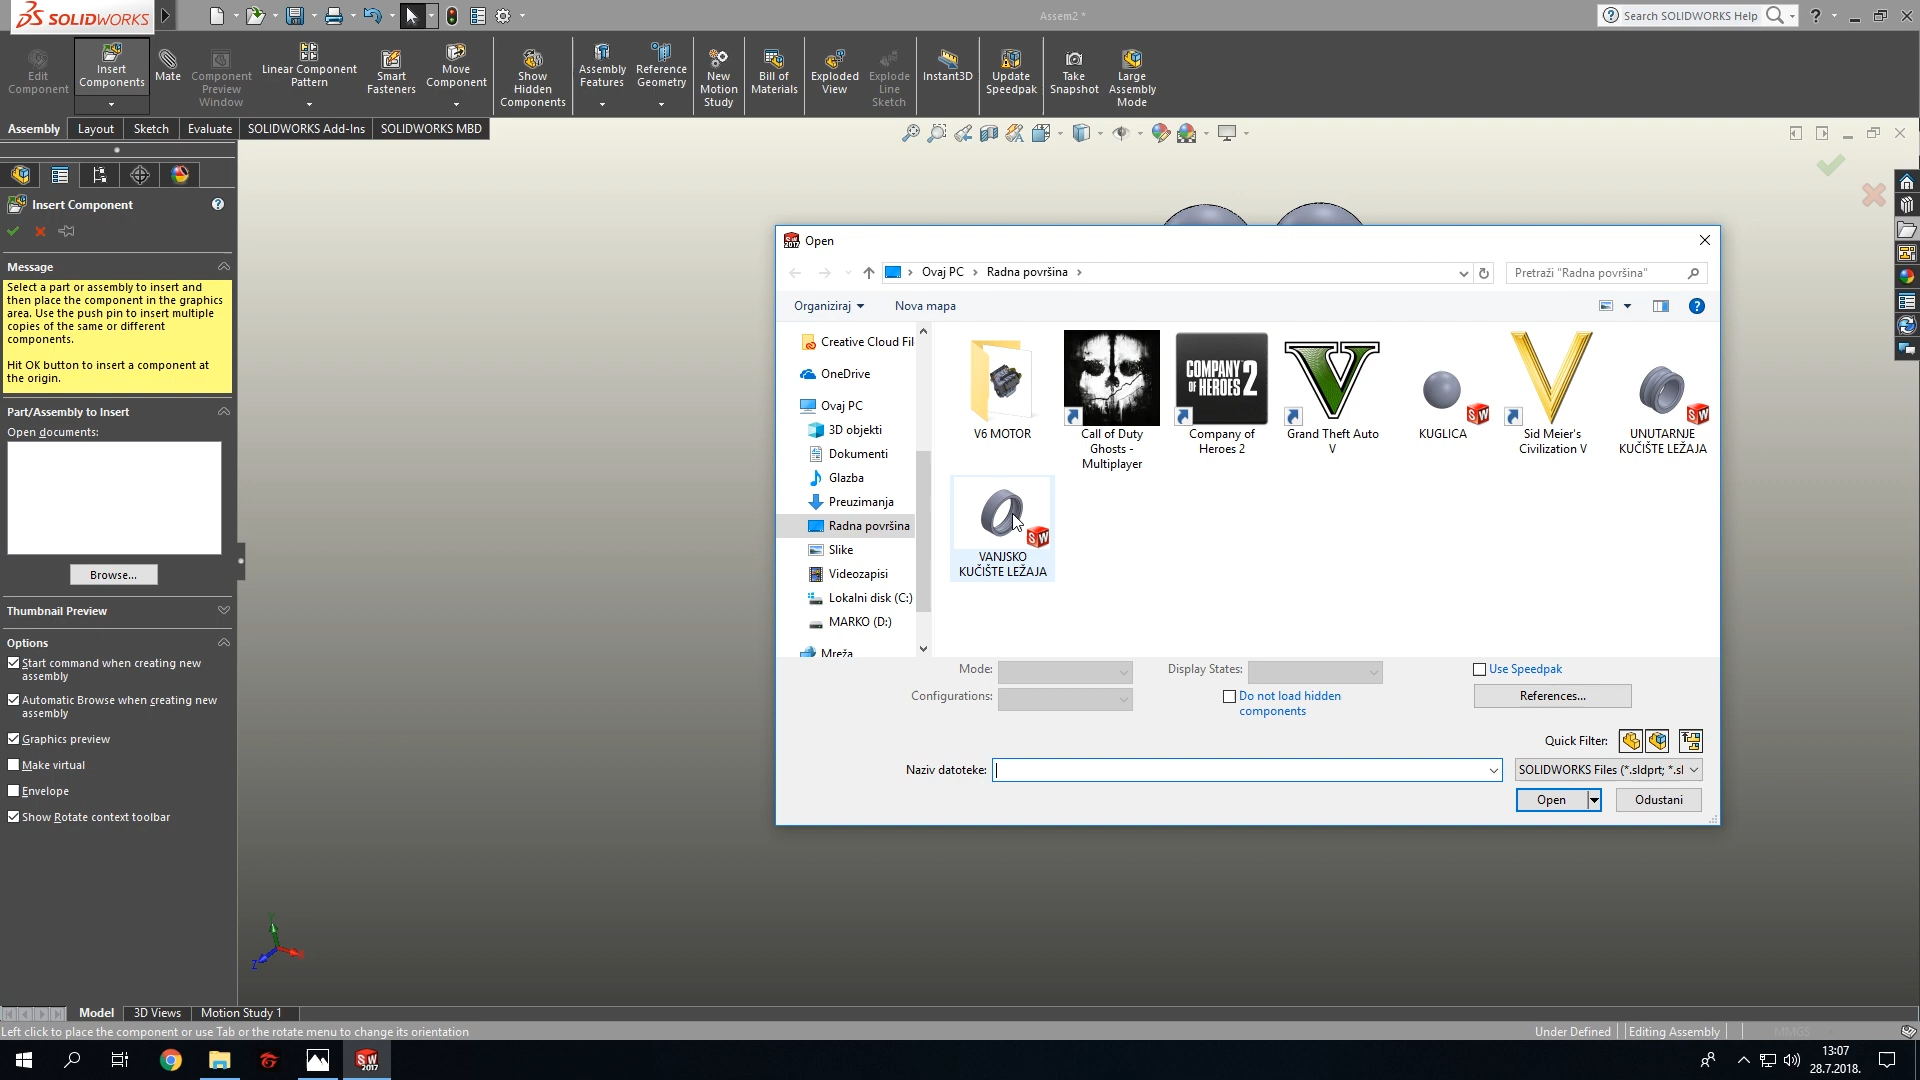 SOLIDWORKS
Assem2 *
Search SOLIDWORKS Help
Edit
Component
Insert
Components
Mate
Component
Preview
Window
Linear Component
Pattern
Smart
Fasteners
Move
Component
Show
Hidden
Components
Assembly
Features
Reference
Geometry
New
Motion
Study
Bill of
Materials
Exploded
View
Explode
Line
Sketch
Instant3D
Update
Speedpak
Take
Snapshot
Large
Assembly
Mode
Assembly
Layout
Sketch
Evaluate
SOLIDWORKS Add-Ins
SOLIDWORKS MBD
Insert Component
Message
Select a part or assembly to insert and
then place the component in the graphics
area. Use the push pin to insert multiple
copies of the same or different
components.
Hit OK button to insert a component at
the origin.
Part/Assembly to Insert
Open documents:
Browse...
Thumbnail Preview
Options
Start command when creating new
assembly
Automatic Browse when creating new
assembly
Graphics preview
Make virtual
Envelope
Show Rotate context toolbar
Open
Ovaj PC
Radna površina
Pretraži "Radna površina"
Organiziraj
Nova mapa
Creative Cloud Fil
OneDrive
Ovaj PC
3D objekti
Dokumenti
Glazba
Preuzimanja
Radna površina
Slike
Videozapisi
Lokalni disk (C:)
MARKO (D:)
Mreža
V6 MOTOR
Call of Duty
Ghosts -
Multiplayer
COMPANY
OF HEROES 2
Company of
Heroes 2
Grand Theft Auto
V
KUGLICA
Sid Meier's
Civilization V
UNUTARNJE
KUČIŠTE LEŽAJA
VANJSKO
KUČIŠTE LEŽAJA
Mode:
Display States:
Use Speedpak
Configurations:
Do not load hidden
components
References...
Quick Filter:
Naziv datoteke:
SOLIDWORKS Files (*.sldprt; *.sl
Open
Odustani
Model
3D Views
Motion Study 1
Left click to place the component or use Tab or the rotate menu to change its orientation
Under Defined
Editing Assembly
MMGS
13:07
28.7.2018.